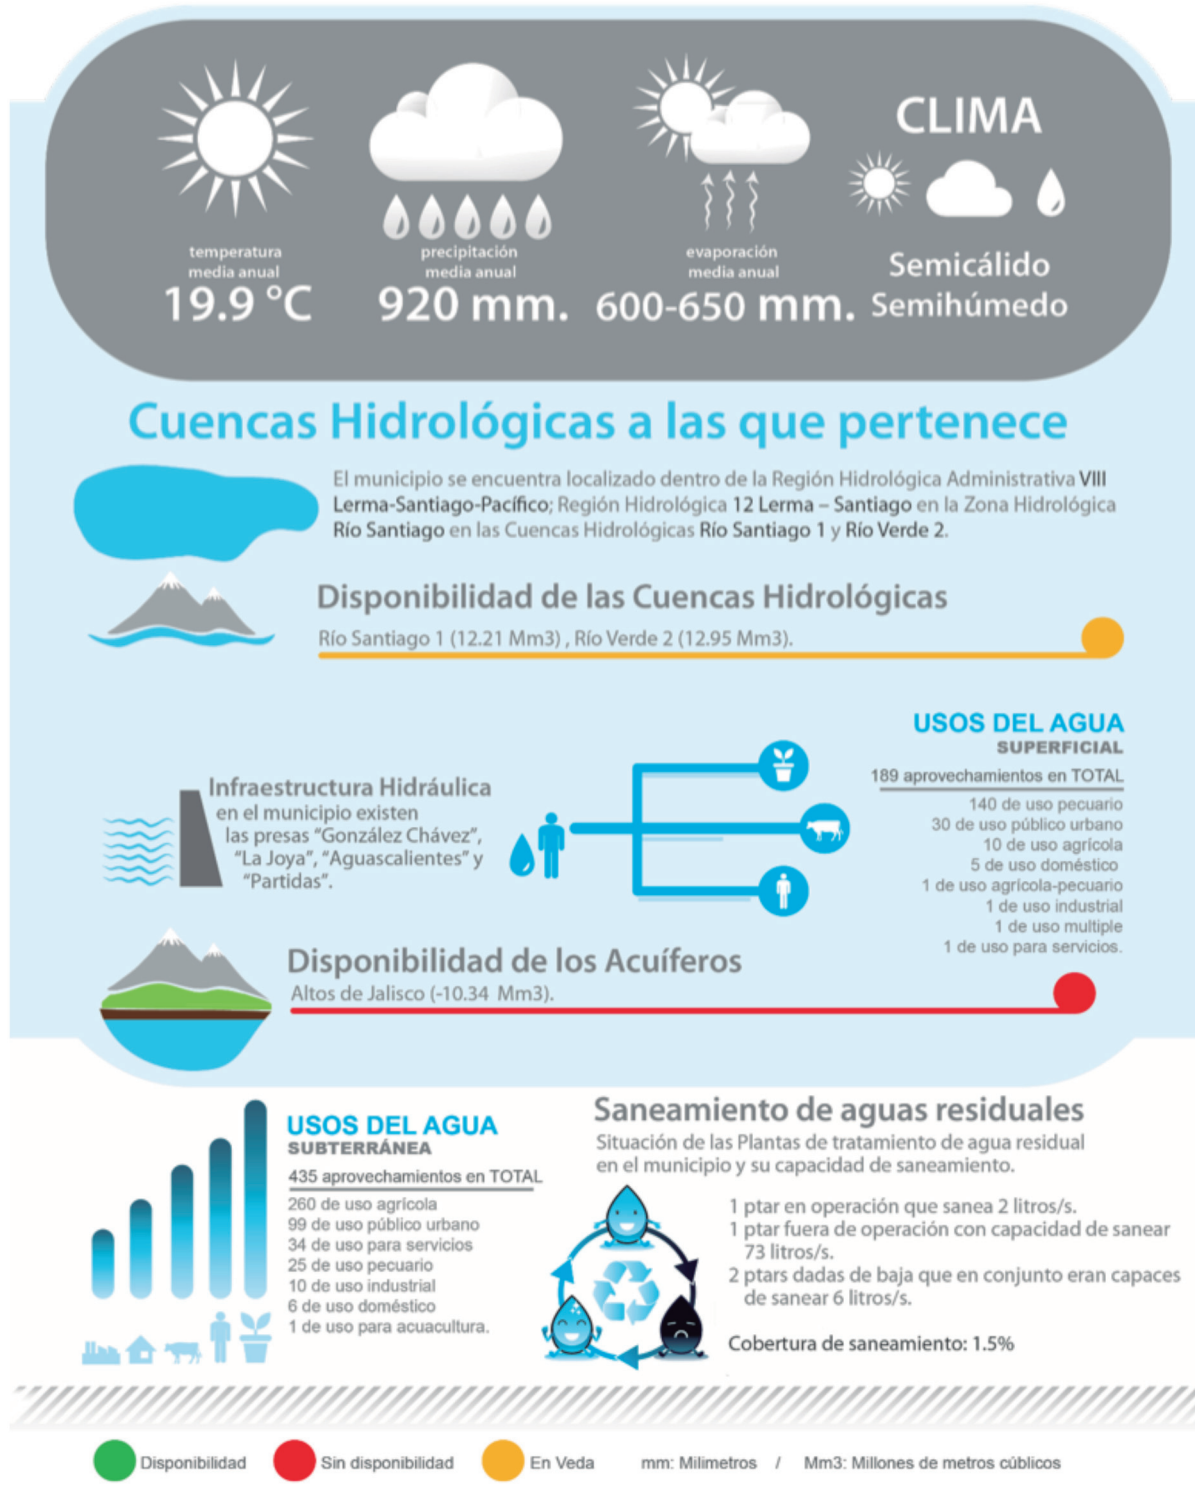 temperatura
media anual
19.9 °C
precipitación
media anual
920 mm.
evaporación
media anual
600-650 mm.
CLIMA
Semicálido
Semihúmedo
Cuencas Hidrológicas a las que pertenece
El municipio se encuentra localizado dentro de la Región Hidrológica Administrativa VIII
Lerma-Santiago-Pacífico; Región Hidrológica 12 Lerma – Santiago en la Zona Hidrológica
Río Santiago en las Cuencas Hidrológicas Río Santiago 1 y Río Verde 2.
Disponibilidad de las Cuencas Hidrológicas
Río Santiago 1 (12.21 Mm3) , Río Verde 2 (12.95 Mm3).
Infraestructura Hidráulica
en el municipio existen
las presas “González Chávez”,
“La Joya”, “Aguascalientes” y
“Partidas”.
USOS DEL AGUA
SUPERFICIAL
189 aprovechamientos en TOTAL
140 de uso pecuario
30 de uso público urbano
10 de uso agrícola
5 de uso doméstico
1 de uso agrícola-pecuario
1 de uso industrial
1 de uso multiple
1 de uso para servicios.
Disponibilidad de los Acuíferos
Altos de Jalisco (-10.34 Mm3).
USOS DEL AGUA
SUBTERRÁNEA
435 aprovechamientos en TOTAL
260 de uso agrícola
99 de uso público urbano
34 de uso para servicios
25 de uso pecuario
10 de uso industrial
6 de uso doméstico
1 de uso para acuacultura.
Saneamiento de aguas residuales
Situación de las Plantas de tratamiento de agua residual
en el municipio y su capacidad de saneamiento.
1 ptar en operación que sanea 2 litros/s.
1 ptar fuera de operación con capacidad de sanear
73 litros/s.
2 ptars dadas de baja que en conjunto eran capaces
de sanear 6 litros/s.
Cobertura de saneamiento: 1.5%
Disponibilidad
Sin disponibilidad
En Veda
mm: Milimetros / Mm3: Millones de metros cúblicos